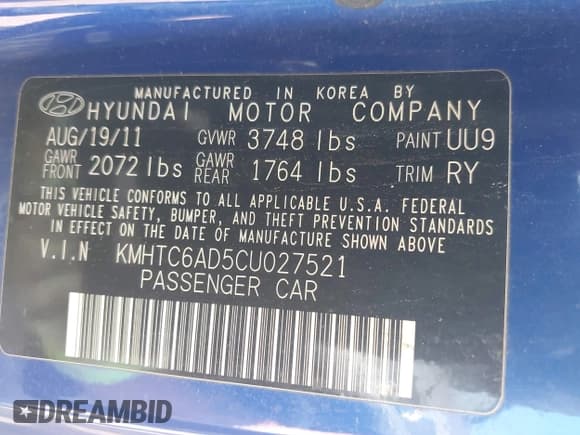 MANUFACTURED IN KOREA BY
HYUNDAI MOTOR COMPANY
AUG/19/11 GVWR 3748 lbs PAINT UU9
GAWR FRONT 2072 lbs GAWR REAR 1764 lbs TRIM RY
THIS VEHICLE CONFORMS TO ALL APPLICABLE U.S.A. FEDERAL
MOTOR VEHICLE SAFETY, BUMPER, AND THEFT PREVENTION STANDARDS
IN EFFECT ON THE DATE OF MANUFACTURE SHOWN ABOVE
V.I.N KMHTC6AD5CU027521
PASSENGER CAR
DREAMBID